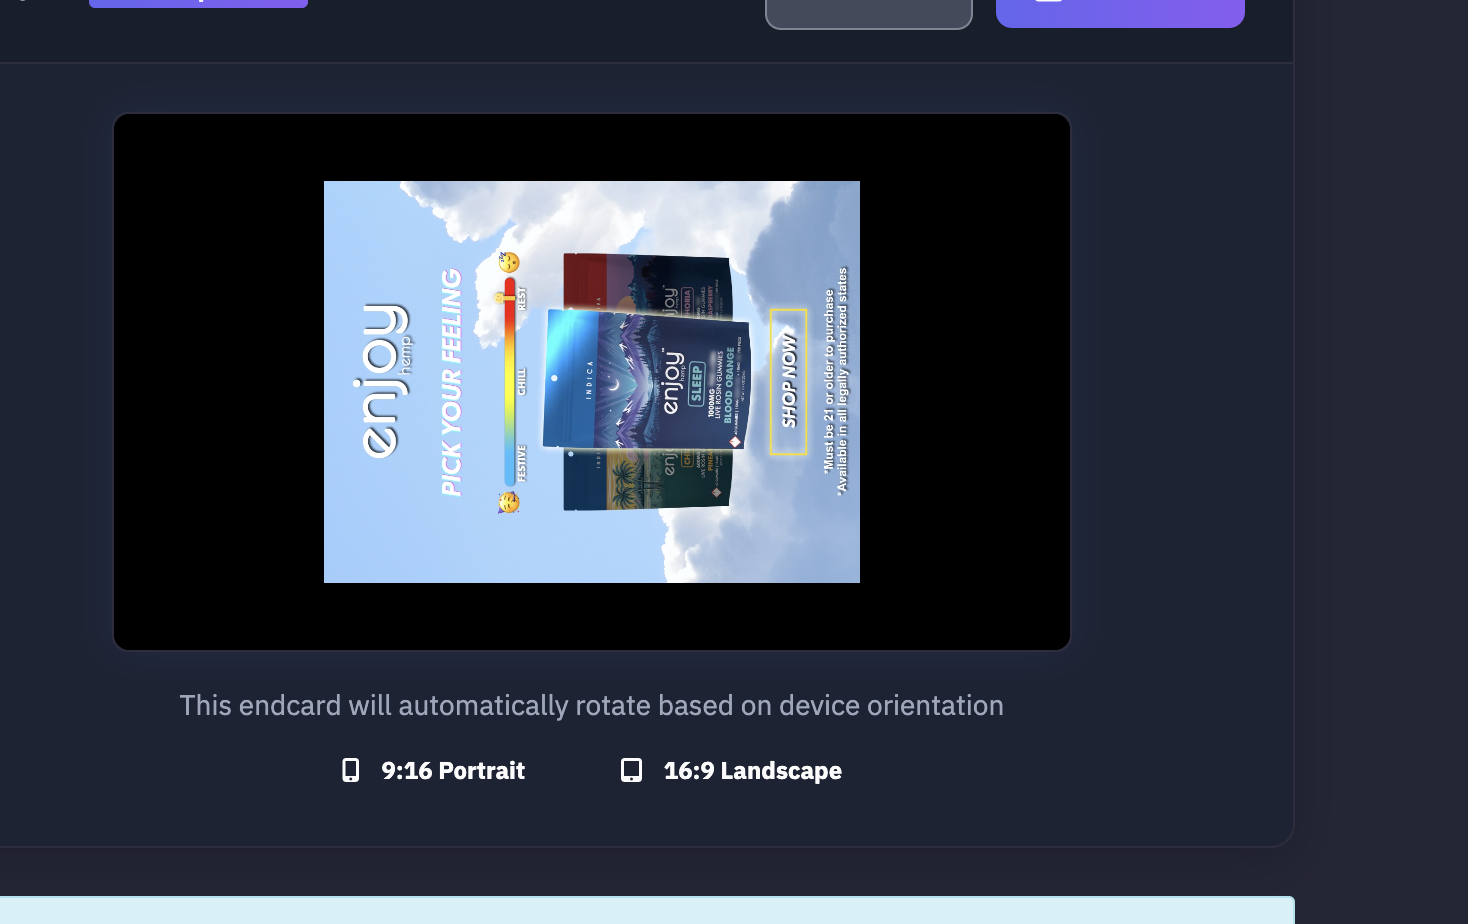 enjoy
hemp
PICK YOUR FEELING
FESTIVE CHILL REST
INDICA
enjoy
hemp
SLEEP
1000MG
LIVE ROSIN GUMMIES
BLOOD ORANGE
SHOP NOW
*Must be 21 or older to purchase
*Available in all legally authorized states
This endcard will automatically rotate based on device orientation
9:16 Portrait
16:9 Landscape